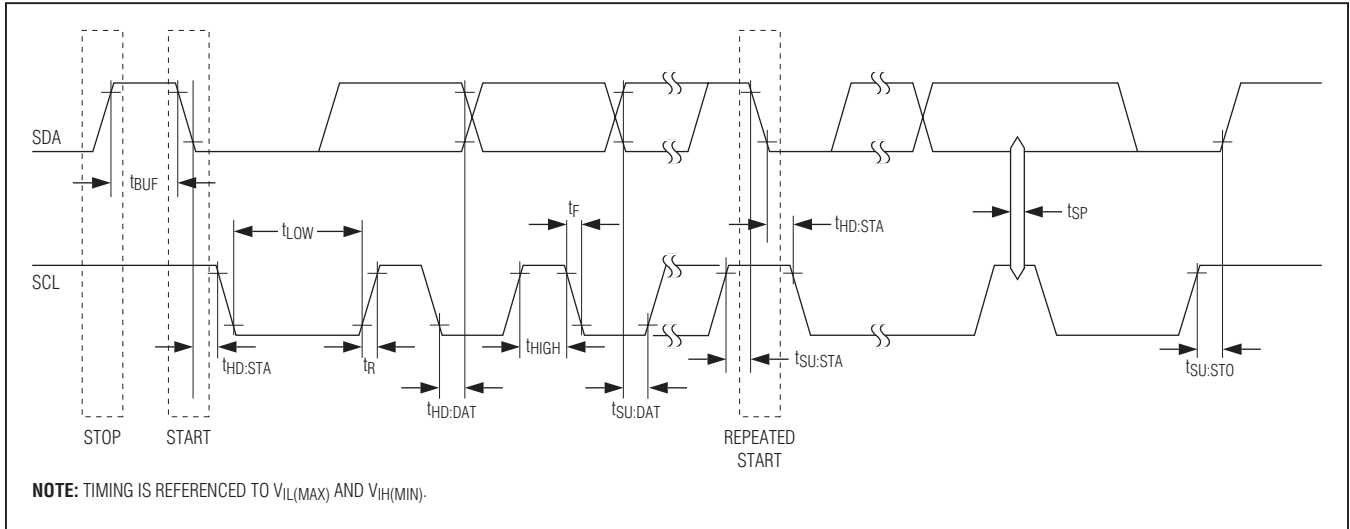 SDA
tBUF
tF
tSP
tLOW
tHD:STA
SCL
tHD:STA
tR
tHIGH
tSU:STA
tSU:STO
tHD:DAT
tSU:DAT
STOP
START
REPEATED
START
NOTE: TIMING IS REFERENCED TO VIL(MAX) AND VIH(MIN).